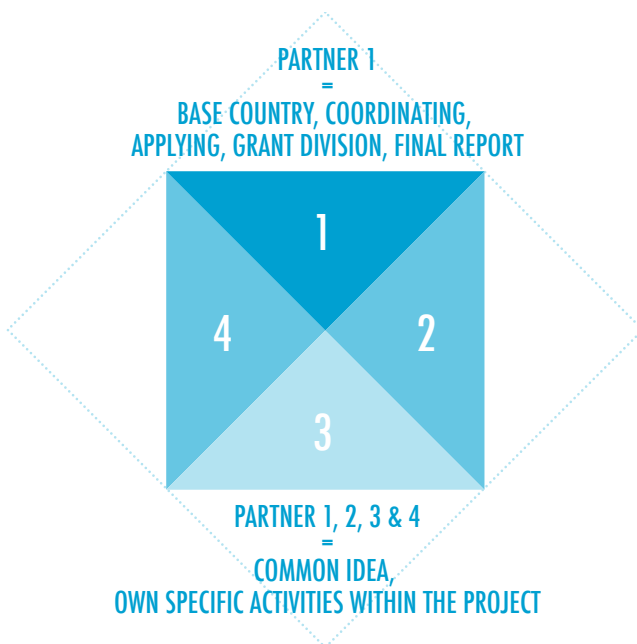 PARTNER 1
=
BASE COUNTRY, COORDINATING,
APPLYING, GRANT DIVISION, FINAL REPORT
1
4
2
3
PARTNER 1, 2, 3 & 4
=
COMMON IDEA,
OWN SPECIFIC ACTIVITIES WITHIN THE PROJECT